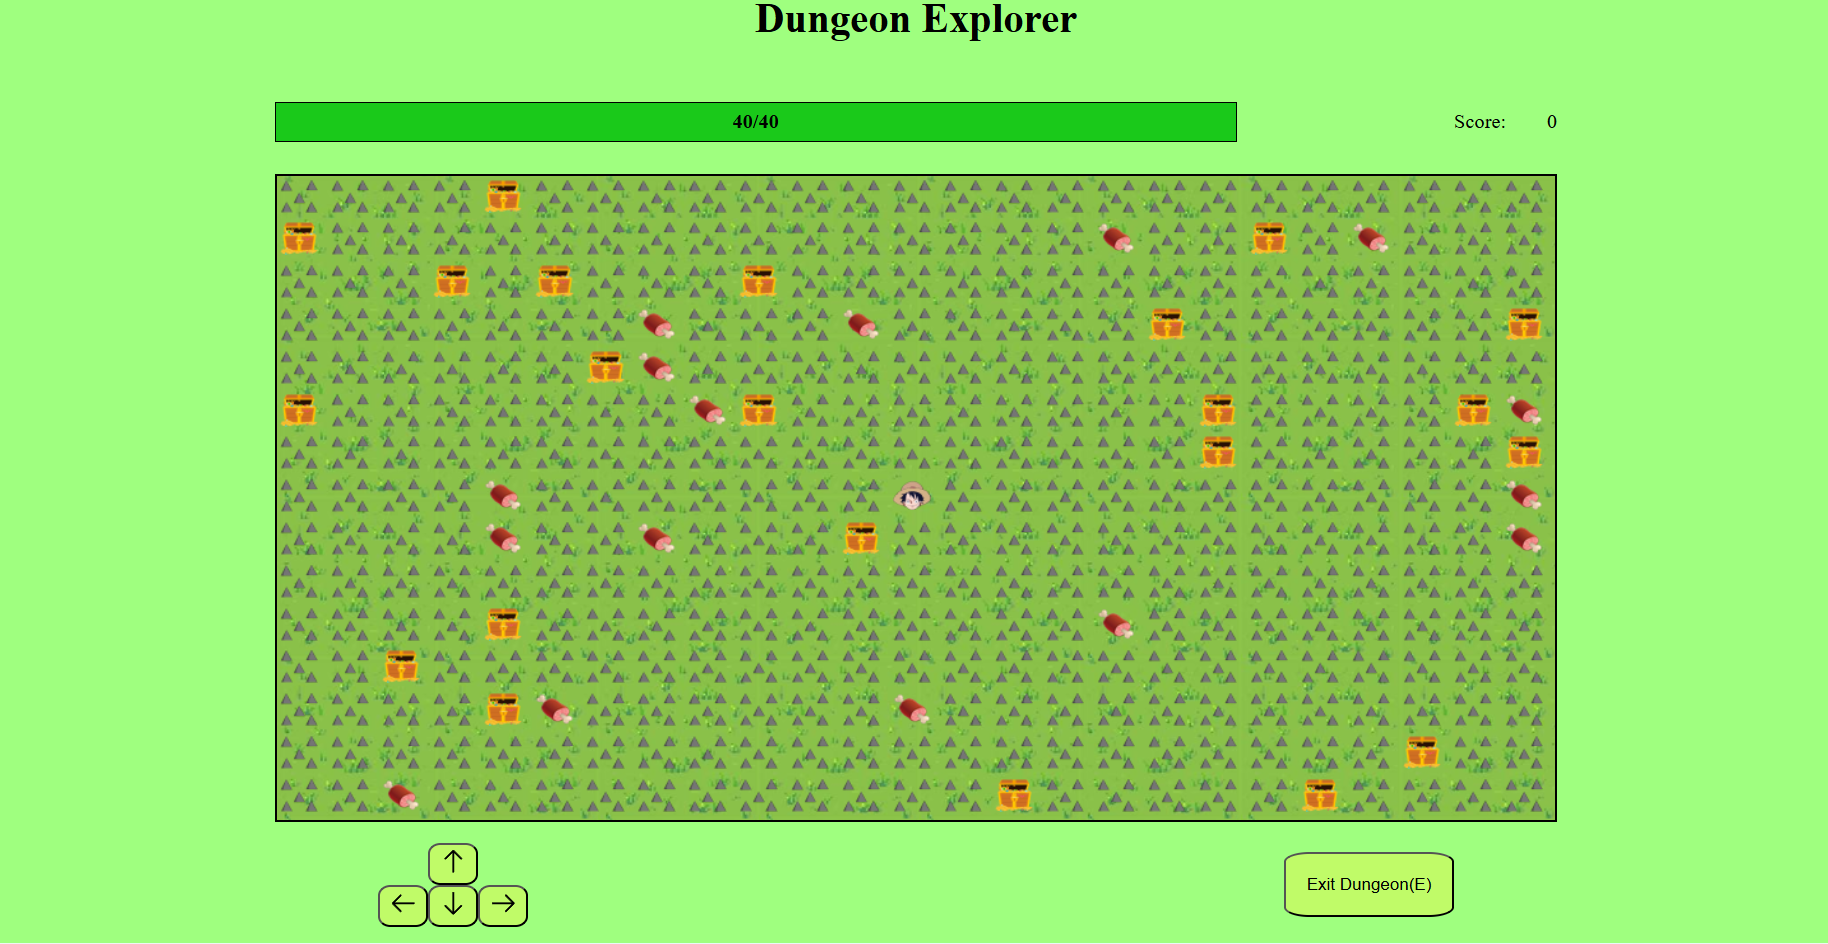 Dungeon Explorer
40/40
Score: 0
↑
← ↓ →
Exit Dungeon(E)